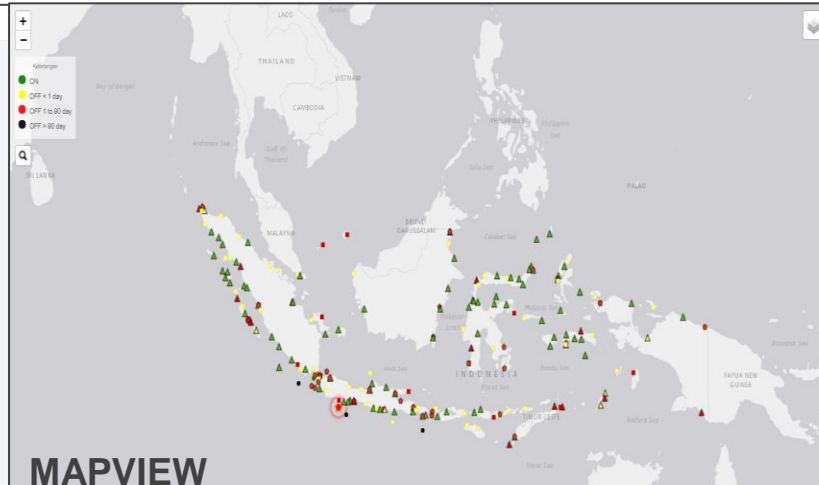 +
−
Keterangan
ON
OFF < 1 day
OFF 1 to 90 day
OFF > 90 day
LAOS
Bay of Bengal
THAILAND
VIETNAM
CAMBODIA
PHILIPPINES
Philippine
Sea
Andaman Sea
Gulf of
Thailand
SRI LANKA
Sulu Sea
PALAU
BRUNEI
DARUSSALAM
MALAYSIA
Celebes Sea
Molucca Sea
Makassar
Strait
Java Sea
INDONESIA
Banda Sea
Flores Sea
Bismarck Sea
PAPUA NEW
GUINEA
TIMOR-LESTE
Arafura Sea
Timor Sea
MAPVIEW